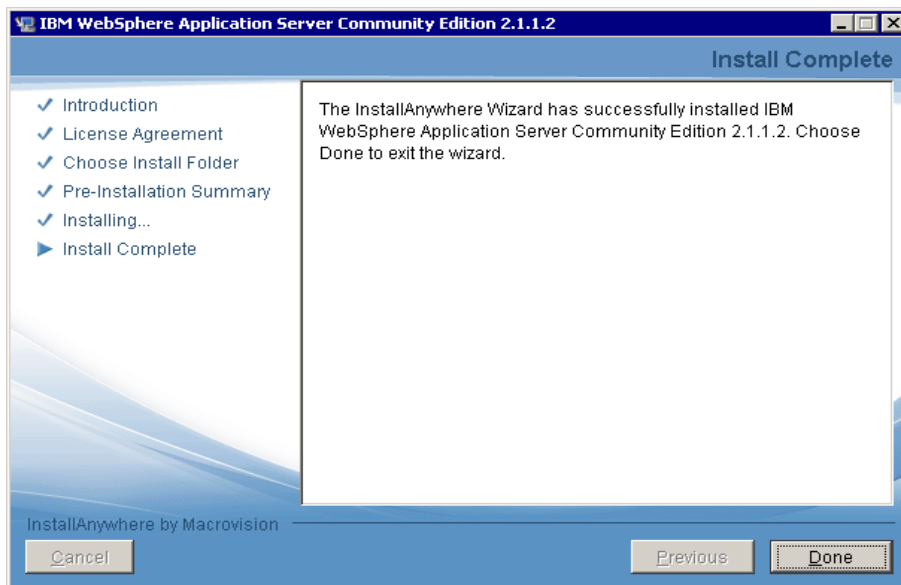 IBM WebSphere Application Server Community Edition 2.1.1.2
Install Complete
Introduction
License Agreement
Choose Install Folder
Pre-Installation Summary
Installing...
Install Complete
The InstallAnywhere Wizard has successfully installed IBM
WebSphere Application Server Community Edition 2.1.1.2. Choose
Done to exit the wizard.
InstallAnywhere by Macrovision
Cancel
Previous
Done